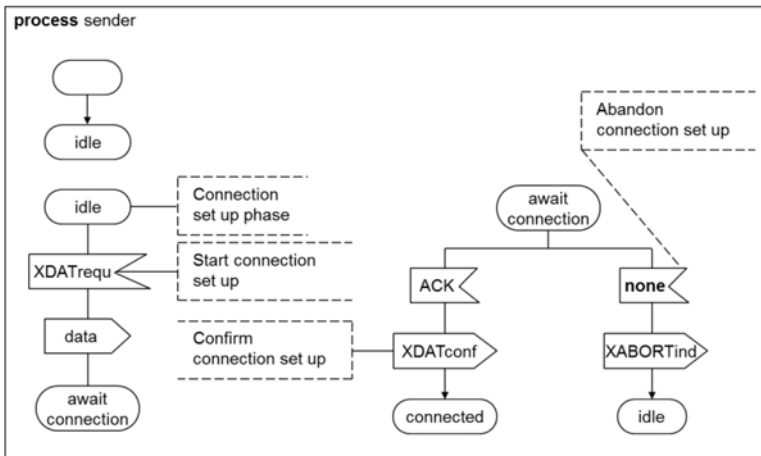 process sender
idle
idle
Connection
set up phase
XDATrequ
Start connection
set up
data
await
connection
Abandon
connection set up
await
connection
ACK
none
Confirm
connection set up
XDATconf
XABORTind
connected
idle